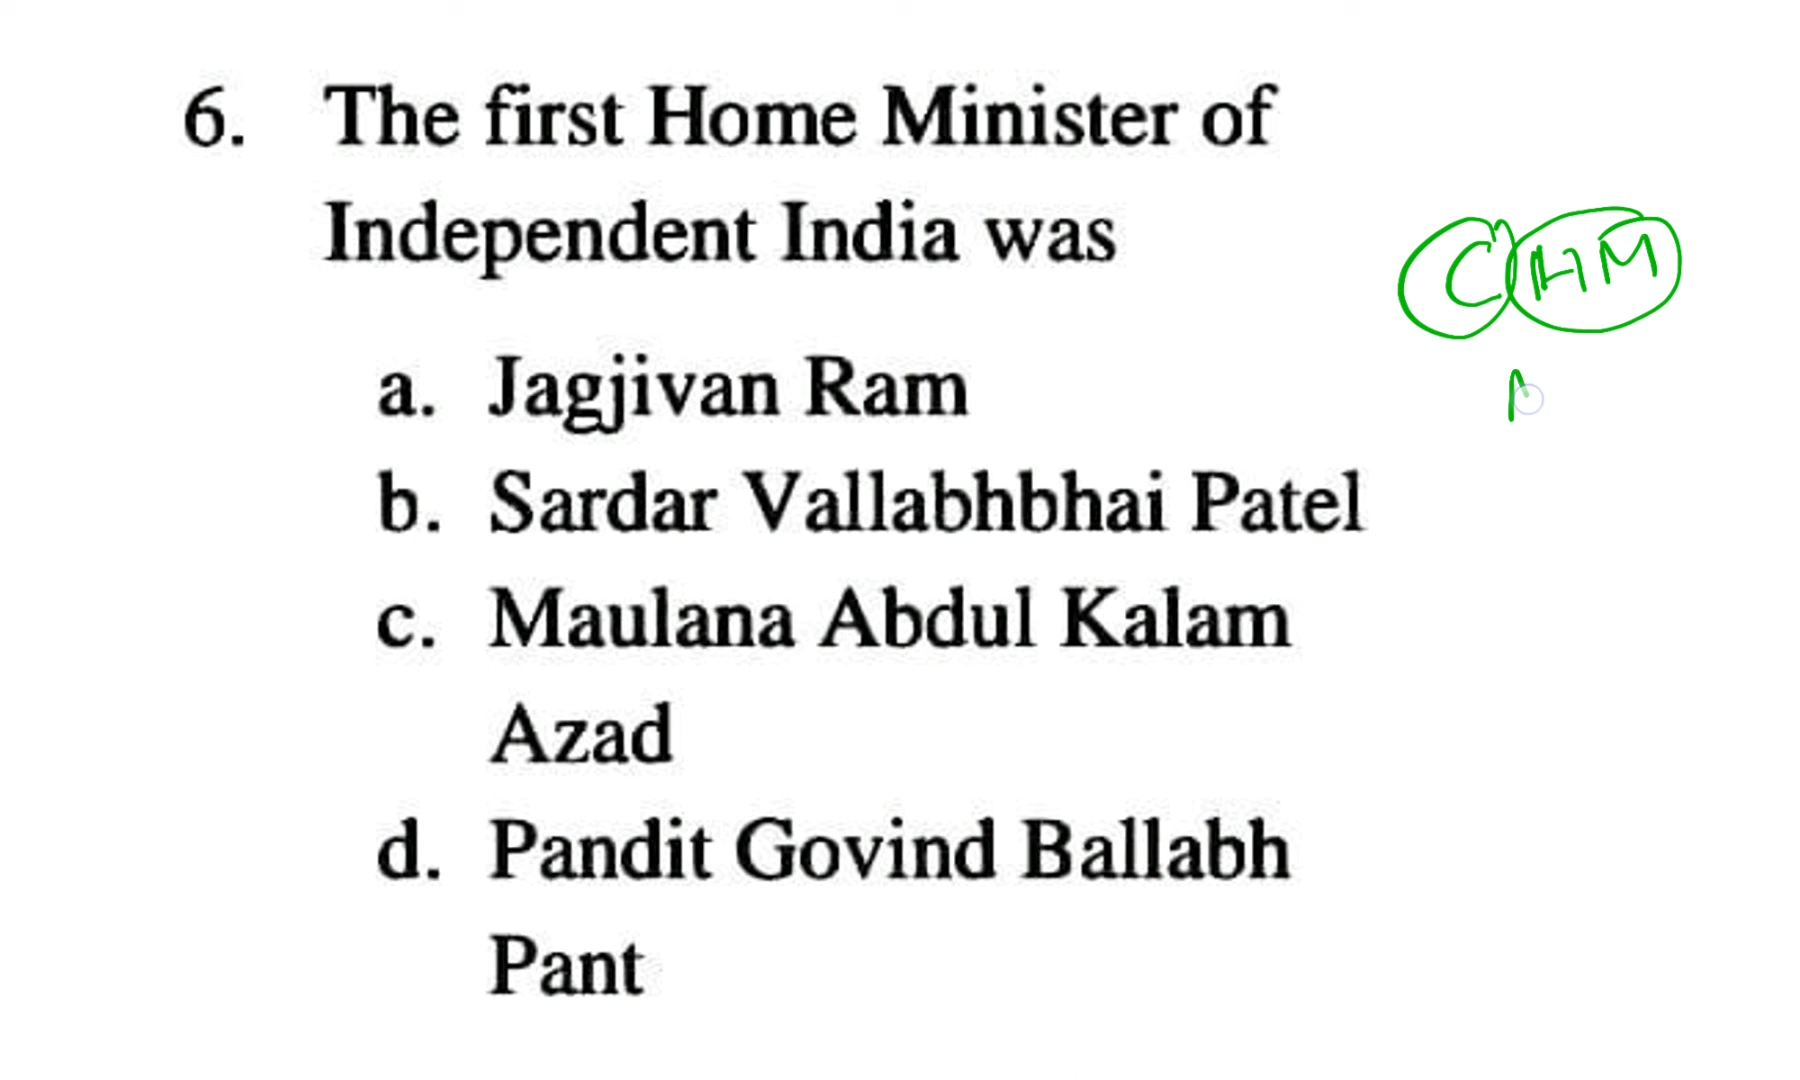 6. The first Home Minister of
Independent India was
C HM
a. Jagjivan Ram
b. Sardar Vallabhbhai Patel
c. Maulana Abdul Kalam
Azad
d. Pandit Govind Ballabh
Pant